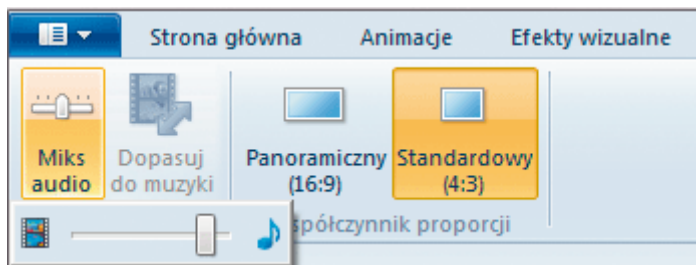 Strona główna Animacje Efekty wizualne
Miks audio
Dopasuj do muzyki
Panoramiczny (16:9)
Standardowy (4:3)
spółczynnik proporcji